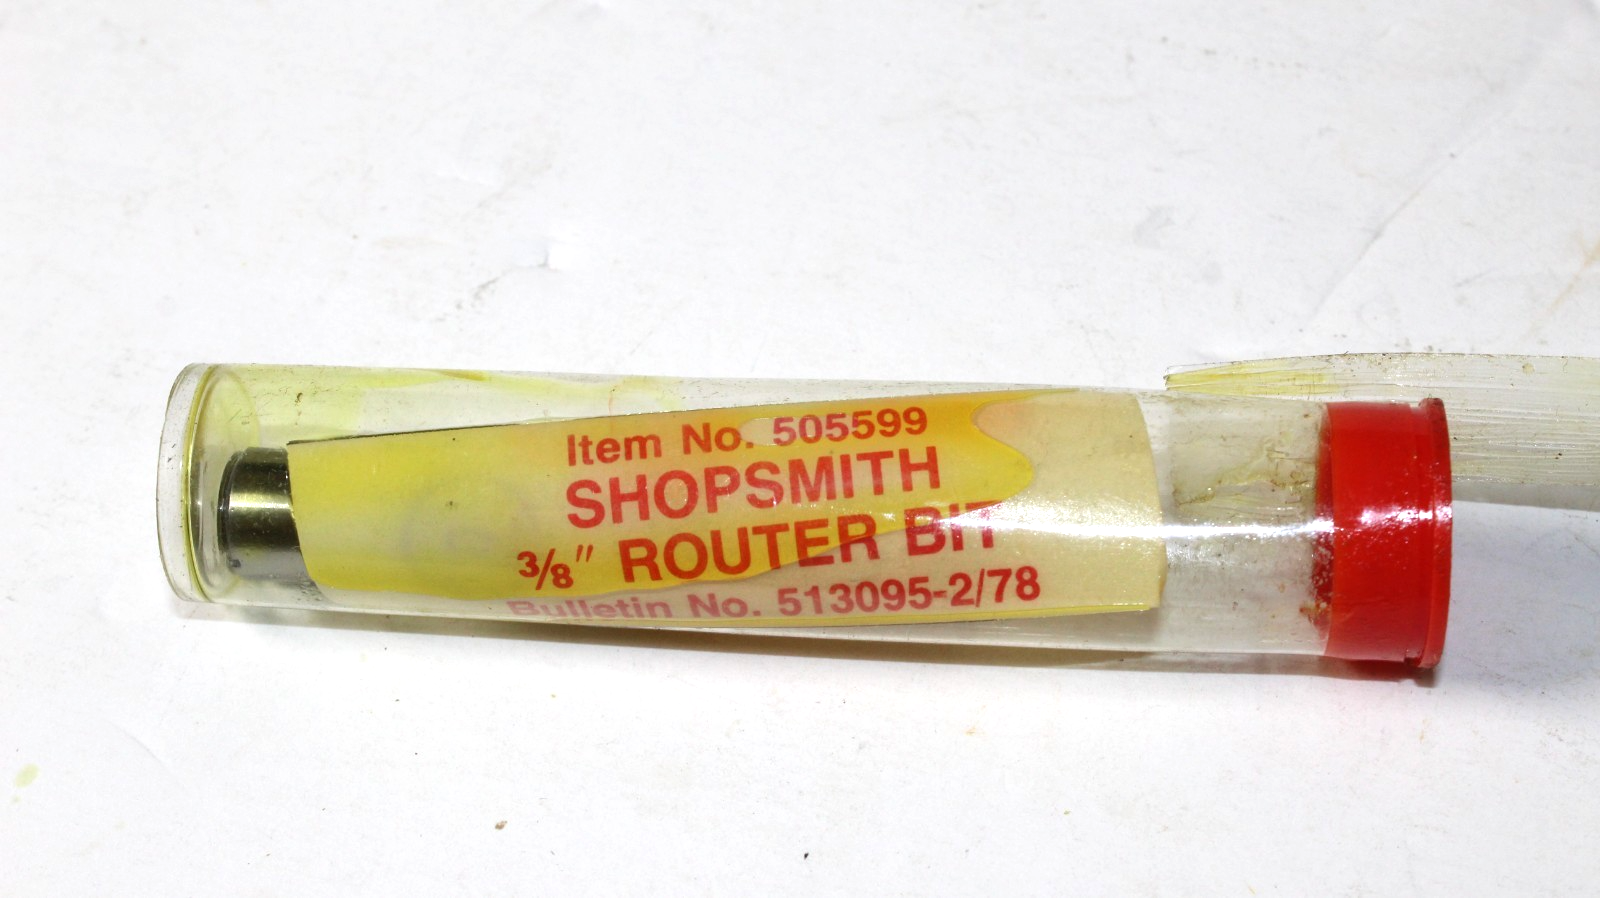 Item No. 505599
SHOPSMITH
3/8" ROUTER BIT
Bulletin No. 513095-2/78